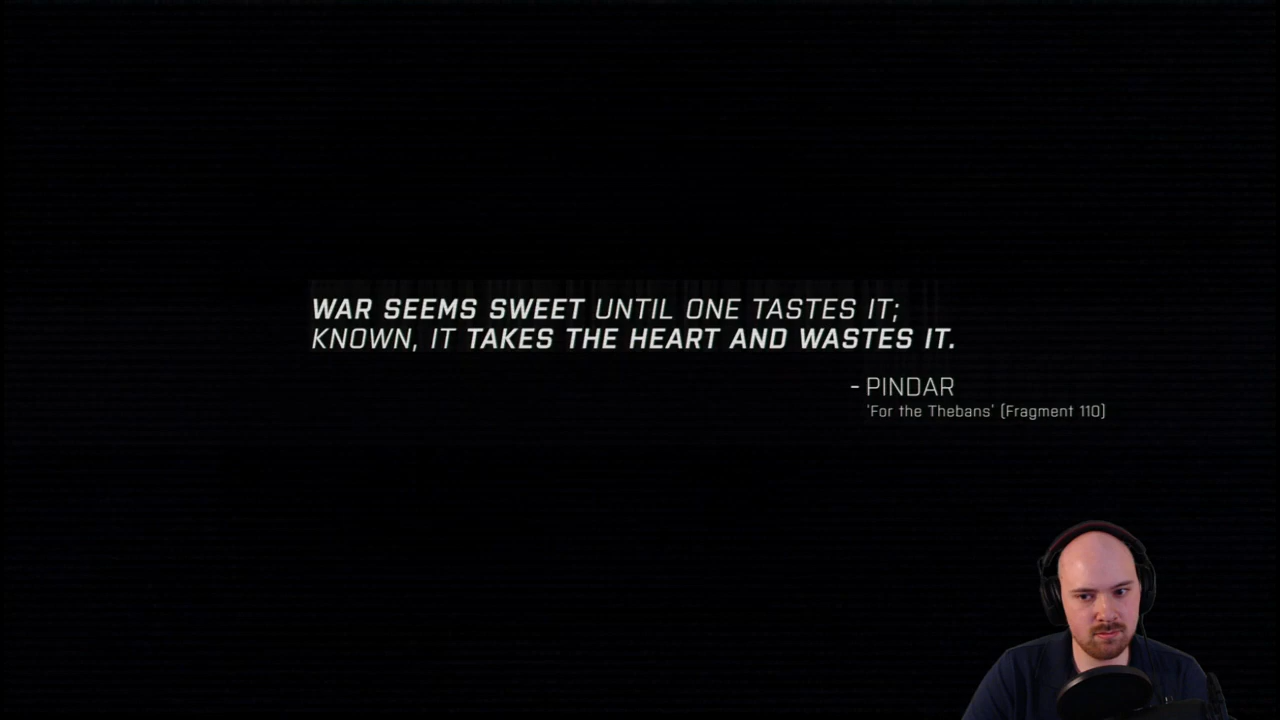 WAR SEEMS SWEET UNTIL ONE TASTES IT;
KNOWN, IT TAKES THE HEART AND WASTES IT.
- PINDAR
'For the Thebans' [Fragment 110]